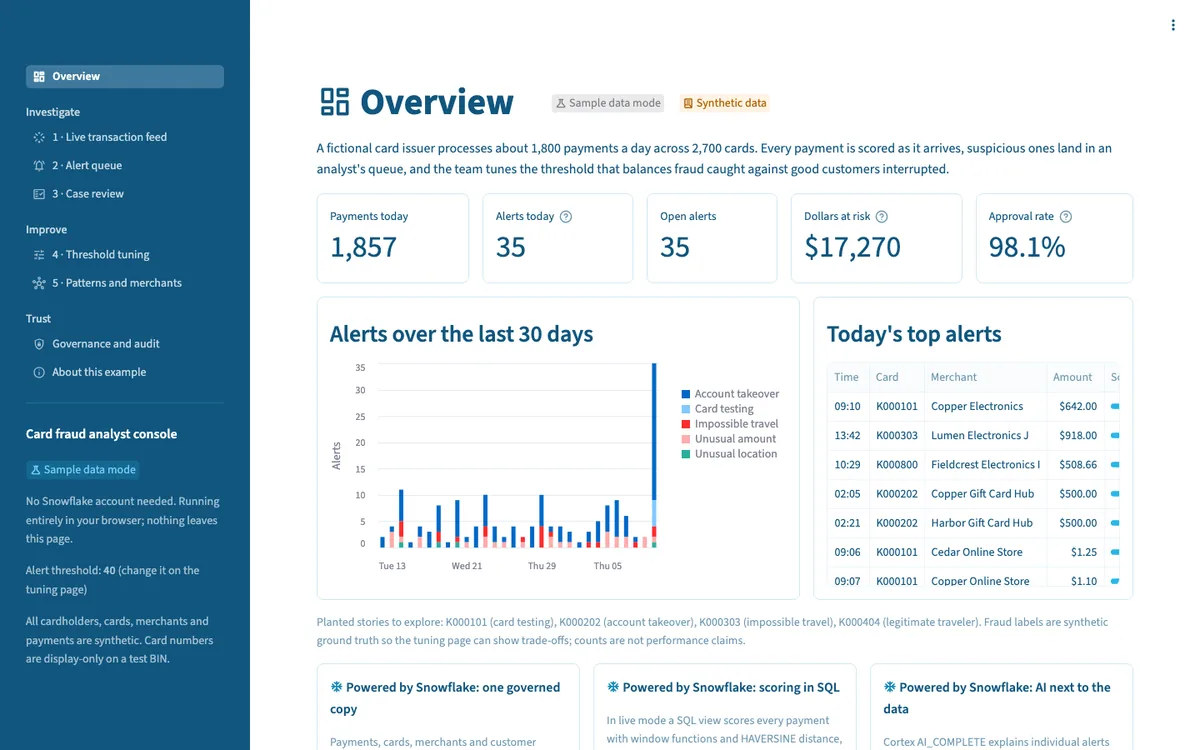 Overview
Investigate
1 · Live transaction feed
2 · Alert queue
3 · Case review
Improve
4 · Threshold tuning
5 · Patterns and merchants
Trust
Governance and audit
About this example
Card fraud analyst console
Sample data mode
No Snowflake account needed. Running
entirely in your browser; nothing leaves
this page.
Alert threshold: 40 (change it on the
tuning page)
All cardholders, cards, merchants and
payments are synthetic. Card numbers
are display-only on a test BIN.
Overview
Sample data mode
Synthetic data
A fictional card issuer processes about 1,800 payments a day across 2,700 cards. Every payment is scored as it arrives, suspicious ones land in an
analyst's queue, and the team tunes the threshold that balances fraud caught against good customers interrupted.
Payments today
1,857
Alerts today
35
Open alerts
35
Dollars at risk
$17,270
Approval rate
98.1%
Alerts over the last 30 days
Alerts
35
30
25
20
15
10
5
0
Tue 13 Wed 21 Thu 29 Thu 05
Account takeover
Card testing
Impossible travel
Unusual amount
Unusual location
Today's top alerts
Time Card Merchant Amount
09:10 K000101 Copper Electronics $642.00
13:42 K000303 Lumen Electronics J $918.00
10:29 K000800 Fieldcrest Electronics $508.66
02:05 K000202 Copper Gift Card Hub $500.00
02:21 K000202 Harbor Gift Card Hub $500.00
09:06 K000101 Cedar Online Store $1.25
09:07 K000101 Copper Online Store $1.10
Planted stories to explore: K000101 (card testing), K000202 (account takeover), K000303 (impossible travel), K000404 (legitimate traveler). Fraud labels are synthetic
ground truth so the tuning page can show trade-offs; counts are not performance claims.
Powered by Snowflake: one governed
copy
Payments, cards, merchants and customer
Powered by Snowflake: scoring in SQL
In live mode a SQL view scores every payment
with window functions and HAVERSINE distance,
Powered by Snowflake: AI next to the
data
Cortex AI_COMPLETE explains individual alerts